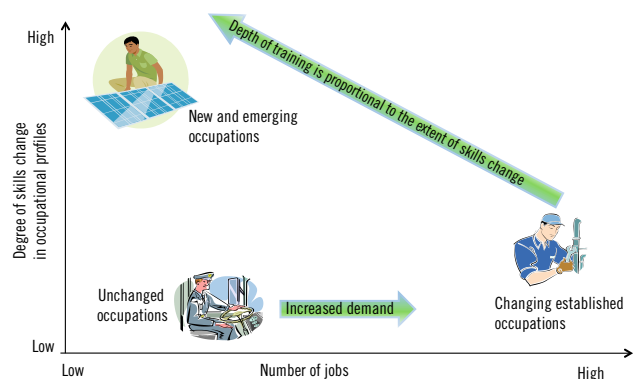 High
Depth of training is proportional to the extent of skills change
New and emerging
occupations
Degree of skills change
in occupational profiles
Unchanged
occupations
Increased demand
Changing established
occupations
Low
Low
Number of jobs
High